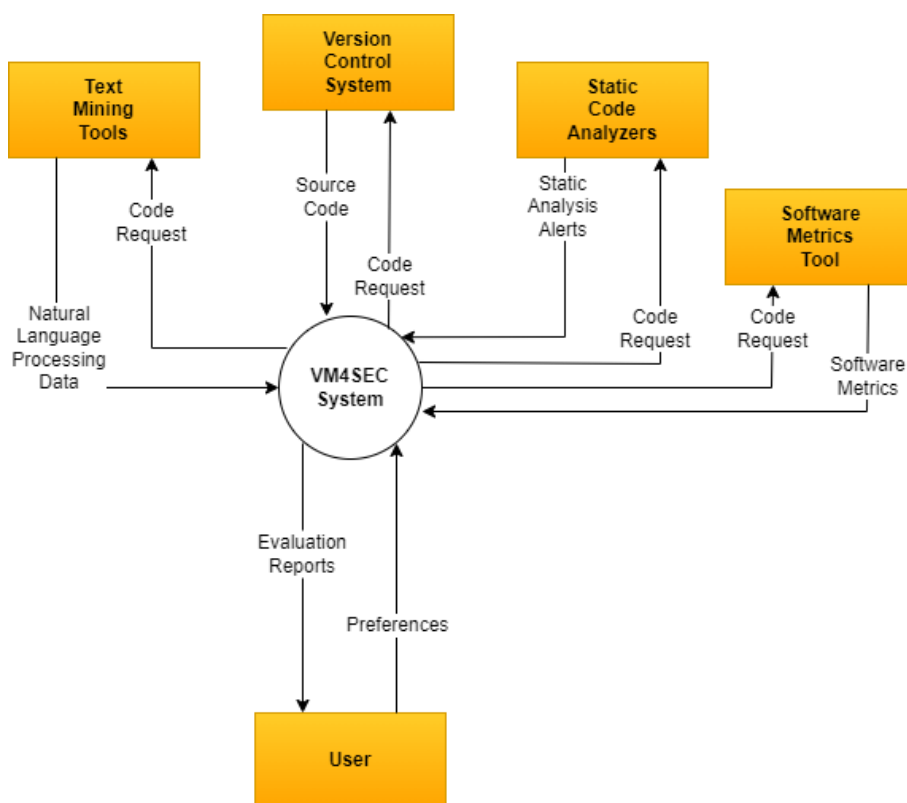 Version
Control
System
Text
Mining
Tools
Static
Code
Analyzers
Source
Code
Static
Analysis
Alerts
Code
Request
Software
Metrics
Tool
Code
Request
Natural
Language
Processing
Data
Code
Request
Code
Request
VM4SEC
System
Software
Metrics
Evaluation
Reports
Preferences
User